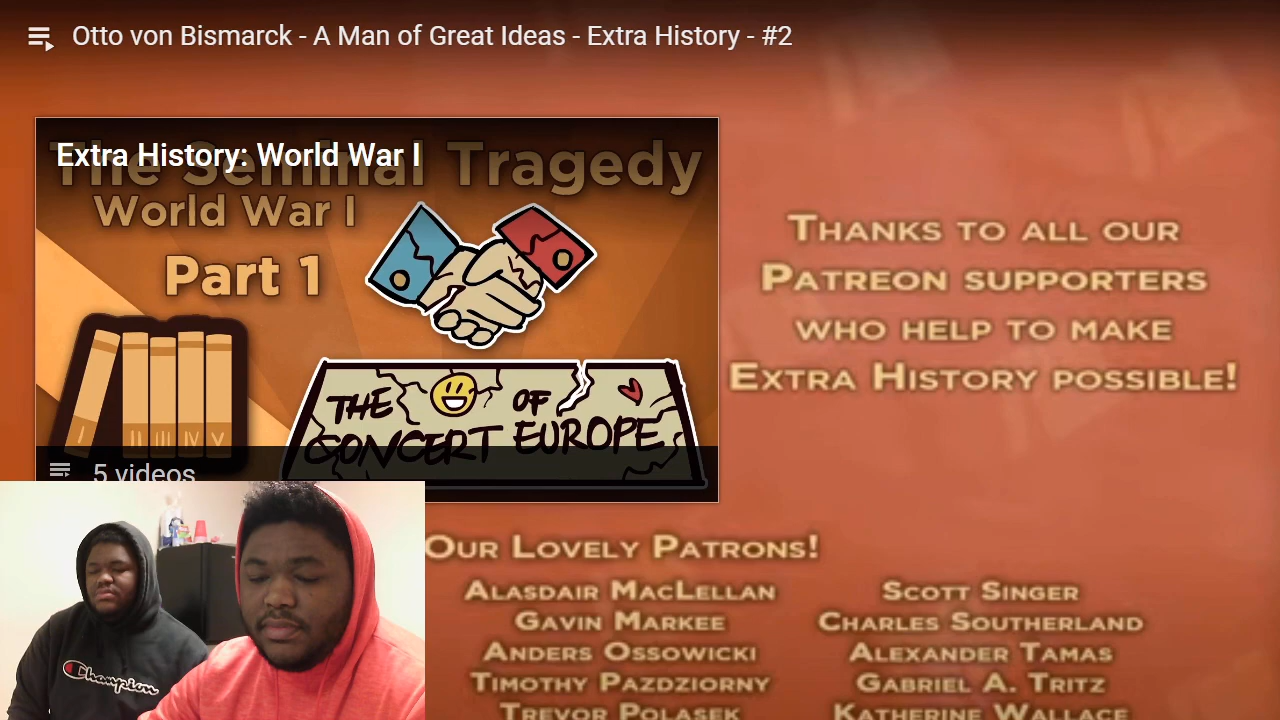 Otto von Bismarck - A Man of Great Ideas - Extra History - #2
Extra History: World War I
The Seminal Tragedy
World War I
Part 1
I II III IV V
THE OF
CONCERT EUROPE
5 videos
THANKS TO ALL OUR
PATREON SUPPORTERS
WHO HELP TO MAKE
EXTRA HISTORY POSSIBLE!
OUR LOVELY PATRONS!
ALASDAIR MACLELLAN
GAVIN MARKEE
ANDERS OSSOWICKI
TIMOTHY PAZDZIORNY
TREVOR POLASEK
SCOTT SINGER
CHARLES SOUTHERLAND
ALEXANDER TAMAS
GABRIEL A. TRITZ
KATHERINE WALLACE
Champion